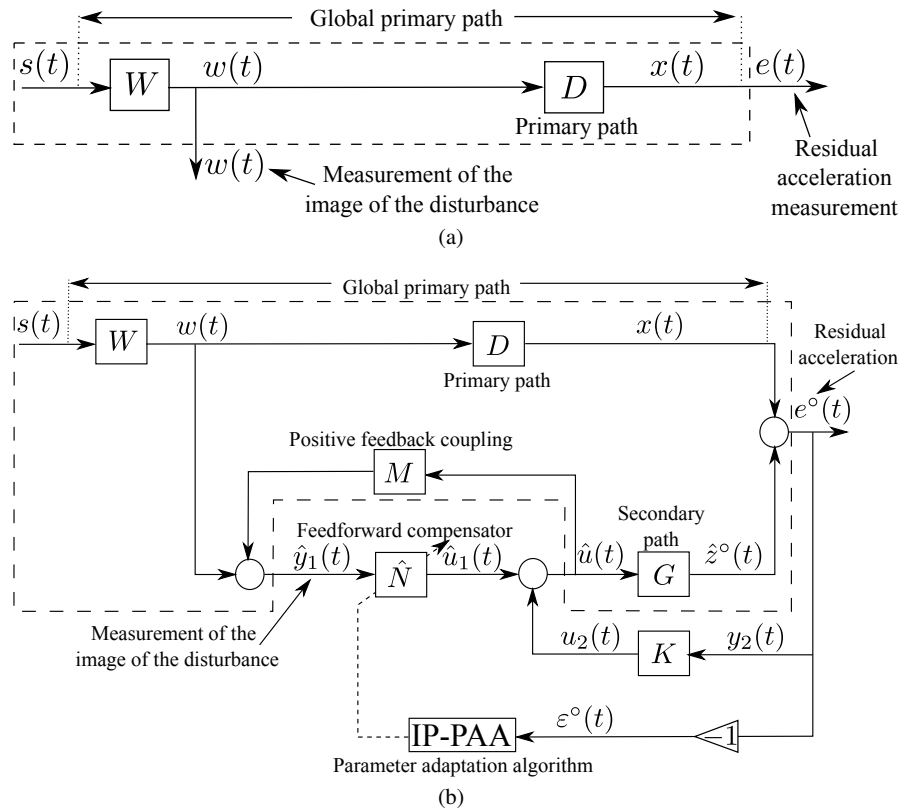 Global primary path
s(t)
W
w(t)
D
x(t)
e(t)
Primary path
w(t)
Measurement of the
image of the disturbance
Residual
acceleration
measurement
(a)
Global primary path
s(t)
W
w(t)
D
x(t)
Primary path
Residual
acceleration
e°(t)
Positive feedback coupling
M
Feedforward compensator
ŷ₁(t)
N̂
û₁(t)
û(t)
Secondary
path
G
ẑ°(t)
Measurement of the
image of the disturbance
u₂(t)
K
y₂(t)
IP-PAA
ε°(t)
−1
Parameter adaptation algorithm
(b)